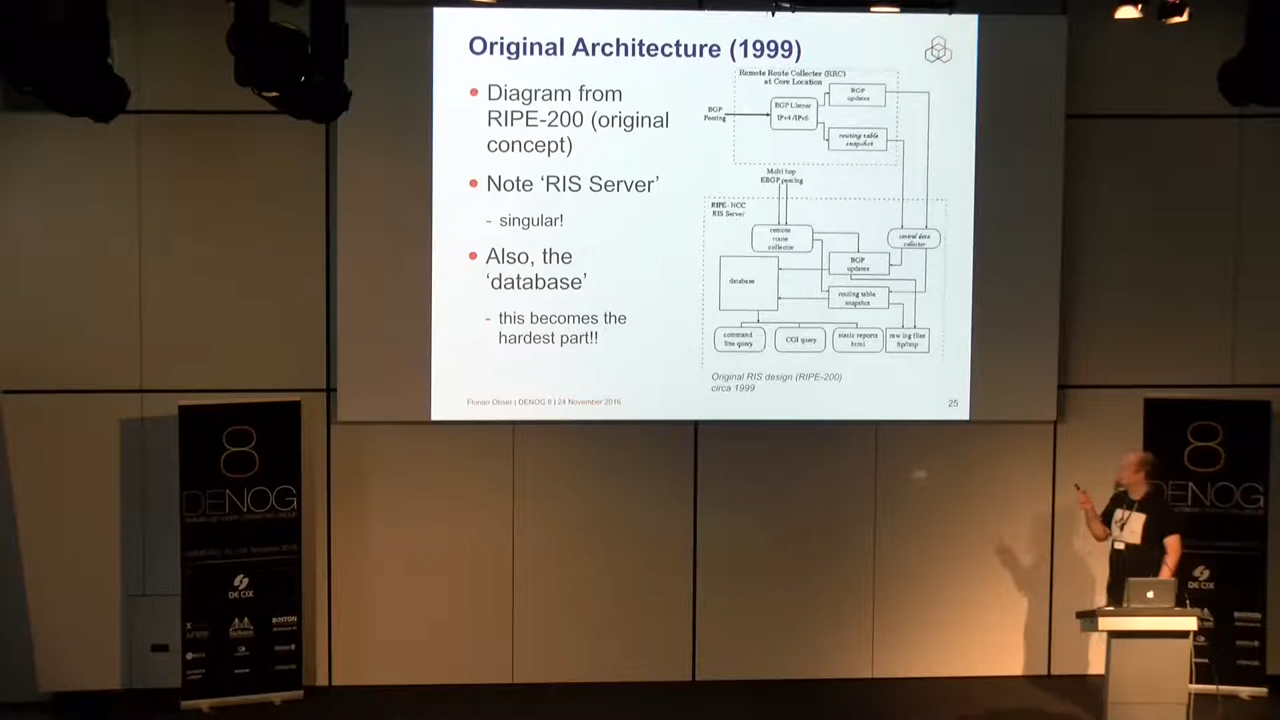 Original Architecture (1999)
Diagram from
RIPE-200 (original
concept)
Note ‘RIS Server’
- singular!
Also, the
‘database’
- this becomes the
hardest part!!
Remote Route Collecter (RRC)
at Core Location
BGP
Peering
BGP Listner
IPv4/IPv6
BGP
updates
routing table
snapshot
Multi hop
EBGP peering
RIPE-NCC
RIS Server
remote
route
collector
central data
collector
BGP
updates
database
routing table
snapshot
command
line query
CGI query
static reports
html
raw log files
Original RIS design (RIPE-200)
circa 1999
Florian Obser | DENOG 8 | 24 November 2016
25
8
DENOG
DE CIX
BOSTON
8
DENOG
DE CIX